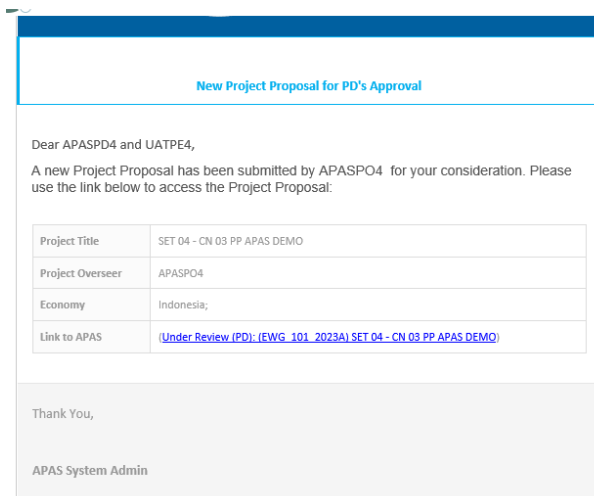 New Project Proposal for PD's Approval
Dear APASPD4 and UATPE4,
A new Project Proposal has been submitted by APASPO4 for your consideration. Please
use the link below to access the Project Proposal:
Project Title SET 04 - CN 03 PP APAS DEMO
Project Overseer APASPO4
Economy Indonesia;
Link to APAS (Under Review (PD): (EWG_101_2023A) SET 04 - CN 03 PP APAS DEMO)
Thank You,
APAS System Admin